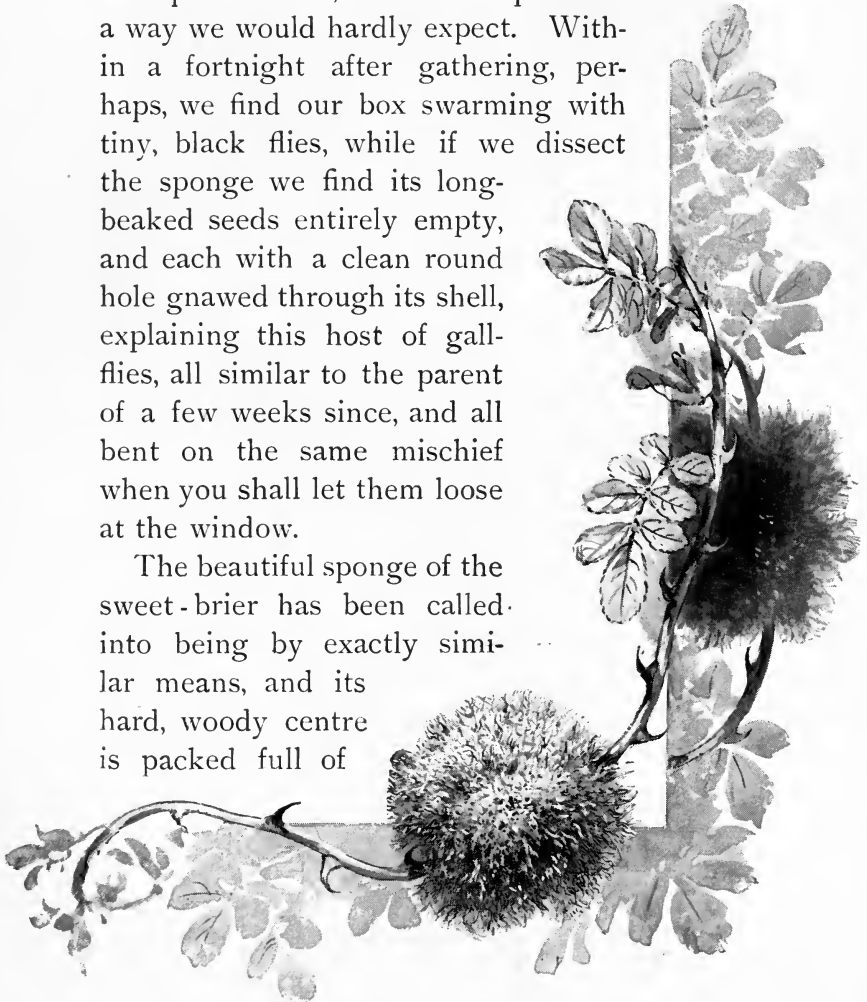 a way we would hardly expect. With-
in a fortnight after gathering, per-
haps, we find our box swarming with
tiny, black flies, while if we dissect
the sponge we find its long-
beaked seeds entirely empty,
and each with a clean round
hole gnawed through its shell,
explaining this host of gall-
flies, all similar to the parent
of a few weeks since, and all
bent on the same mischief
when you shall let them loose
at the window.
The beautiful sponge of the
sweet-brier has been called
into being by exactly simi-
lar means, and its
hard, woody centre
is packed full of